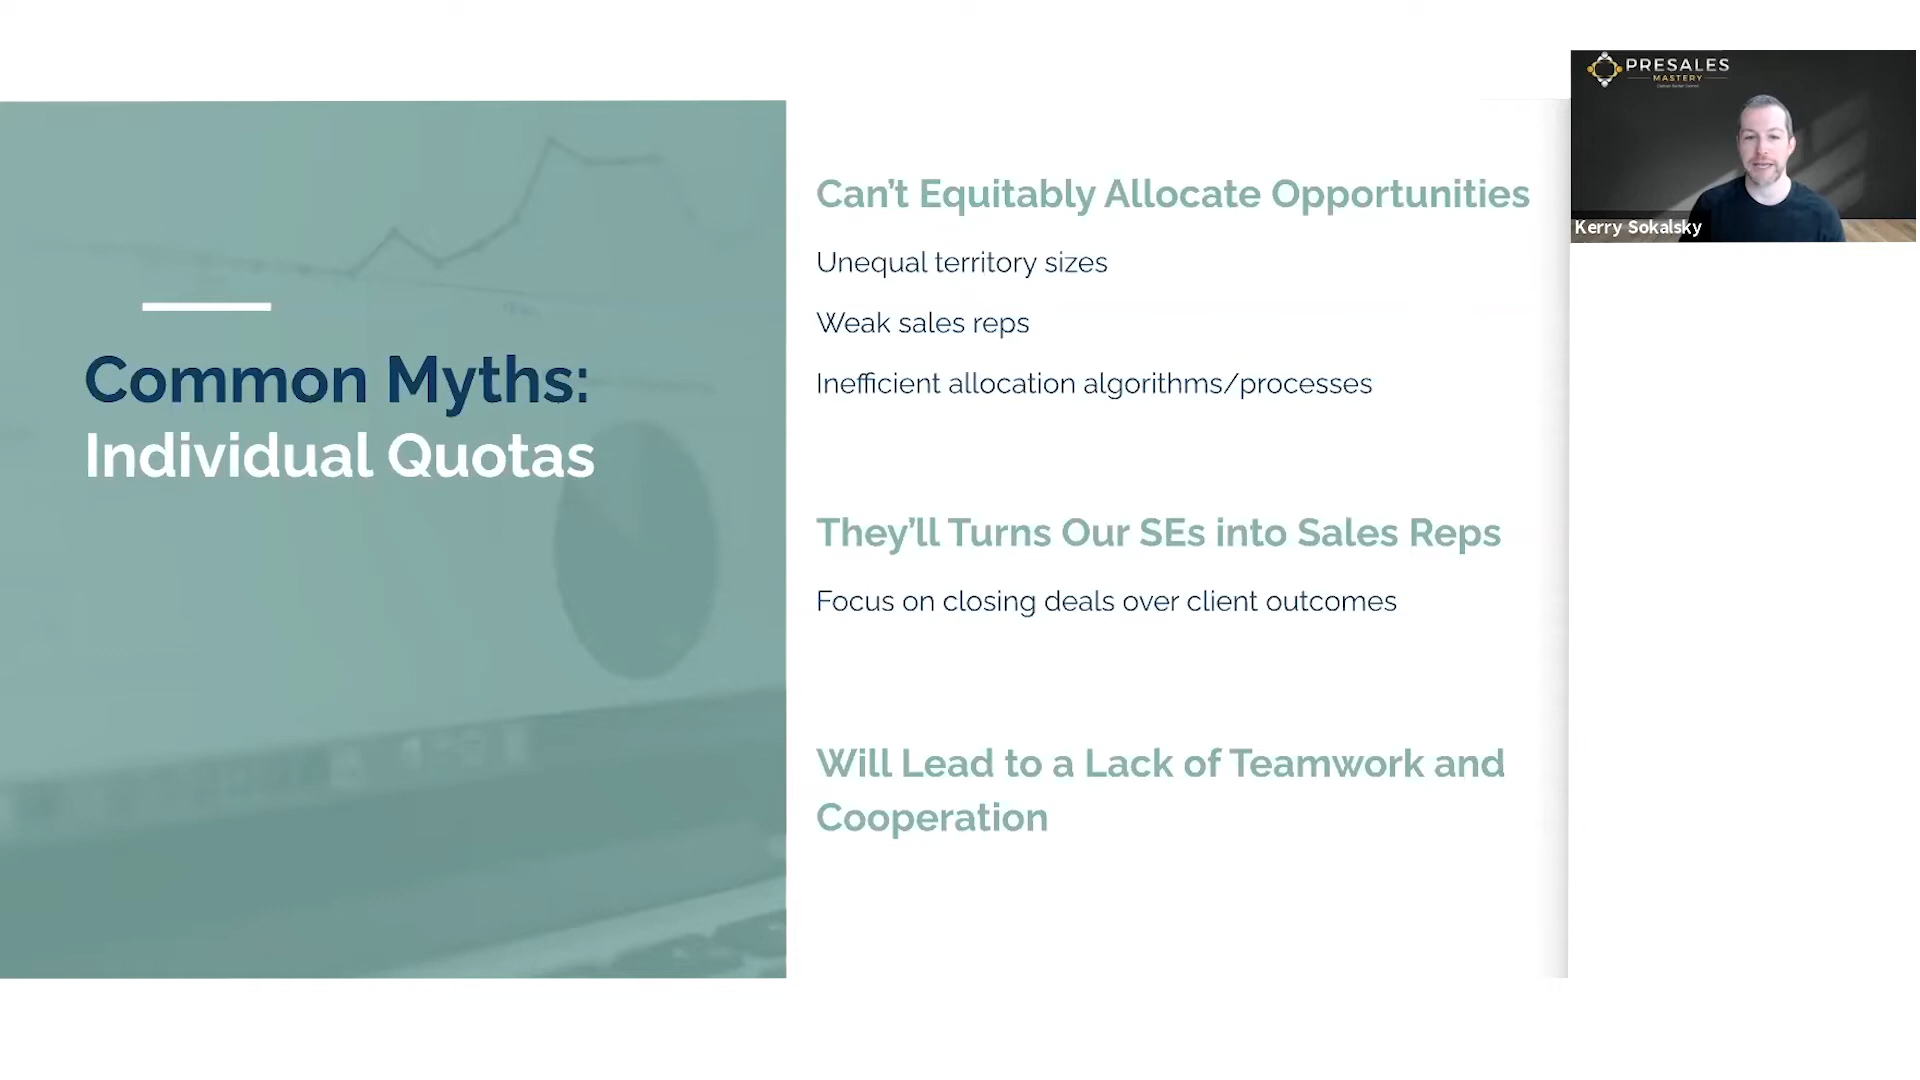 Common Myths:
Individual Quotas
Can't Equitably Allocate Opportunities
Unequal territory sizes
Weak sales reps
Inefficient allocation algorithms/processes
They'll Turns Our SEs into Sales Reps
Focus on closing deals over client outcomes
Will Lead to a Lack of Teamwork and
Cooperation
PRESALES
MASTERY
Kerry Sokalsky